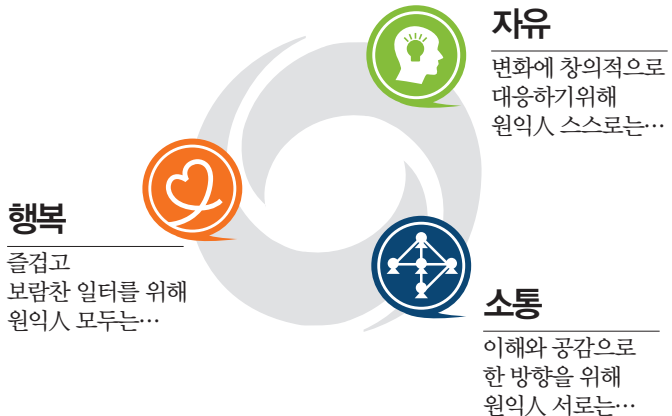 자유
변화에 창의적으로
대응하기위해
원익人 스스로는…
행복
즐겁고
보람찬 일터를 위해
원익人 모두는…
소통
이해와 공감으로
한 방향을 위해
원익人 서로는…